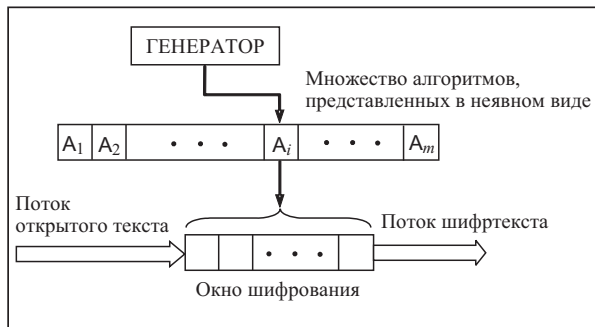 ГЕНЕРАТОР
Множество алгоритмов,
представленных в неявном виде
A1 A2 • • • Ai • • • Am
Поток
открытого текста
Поток шифртекста
• • •
Окно шифрования